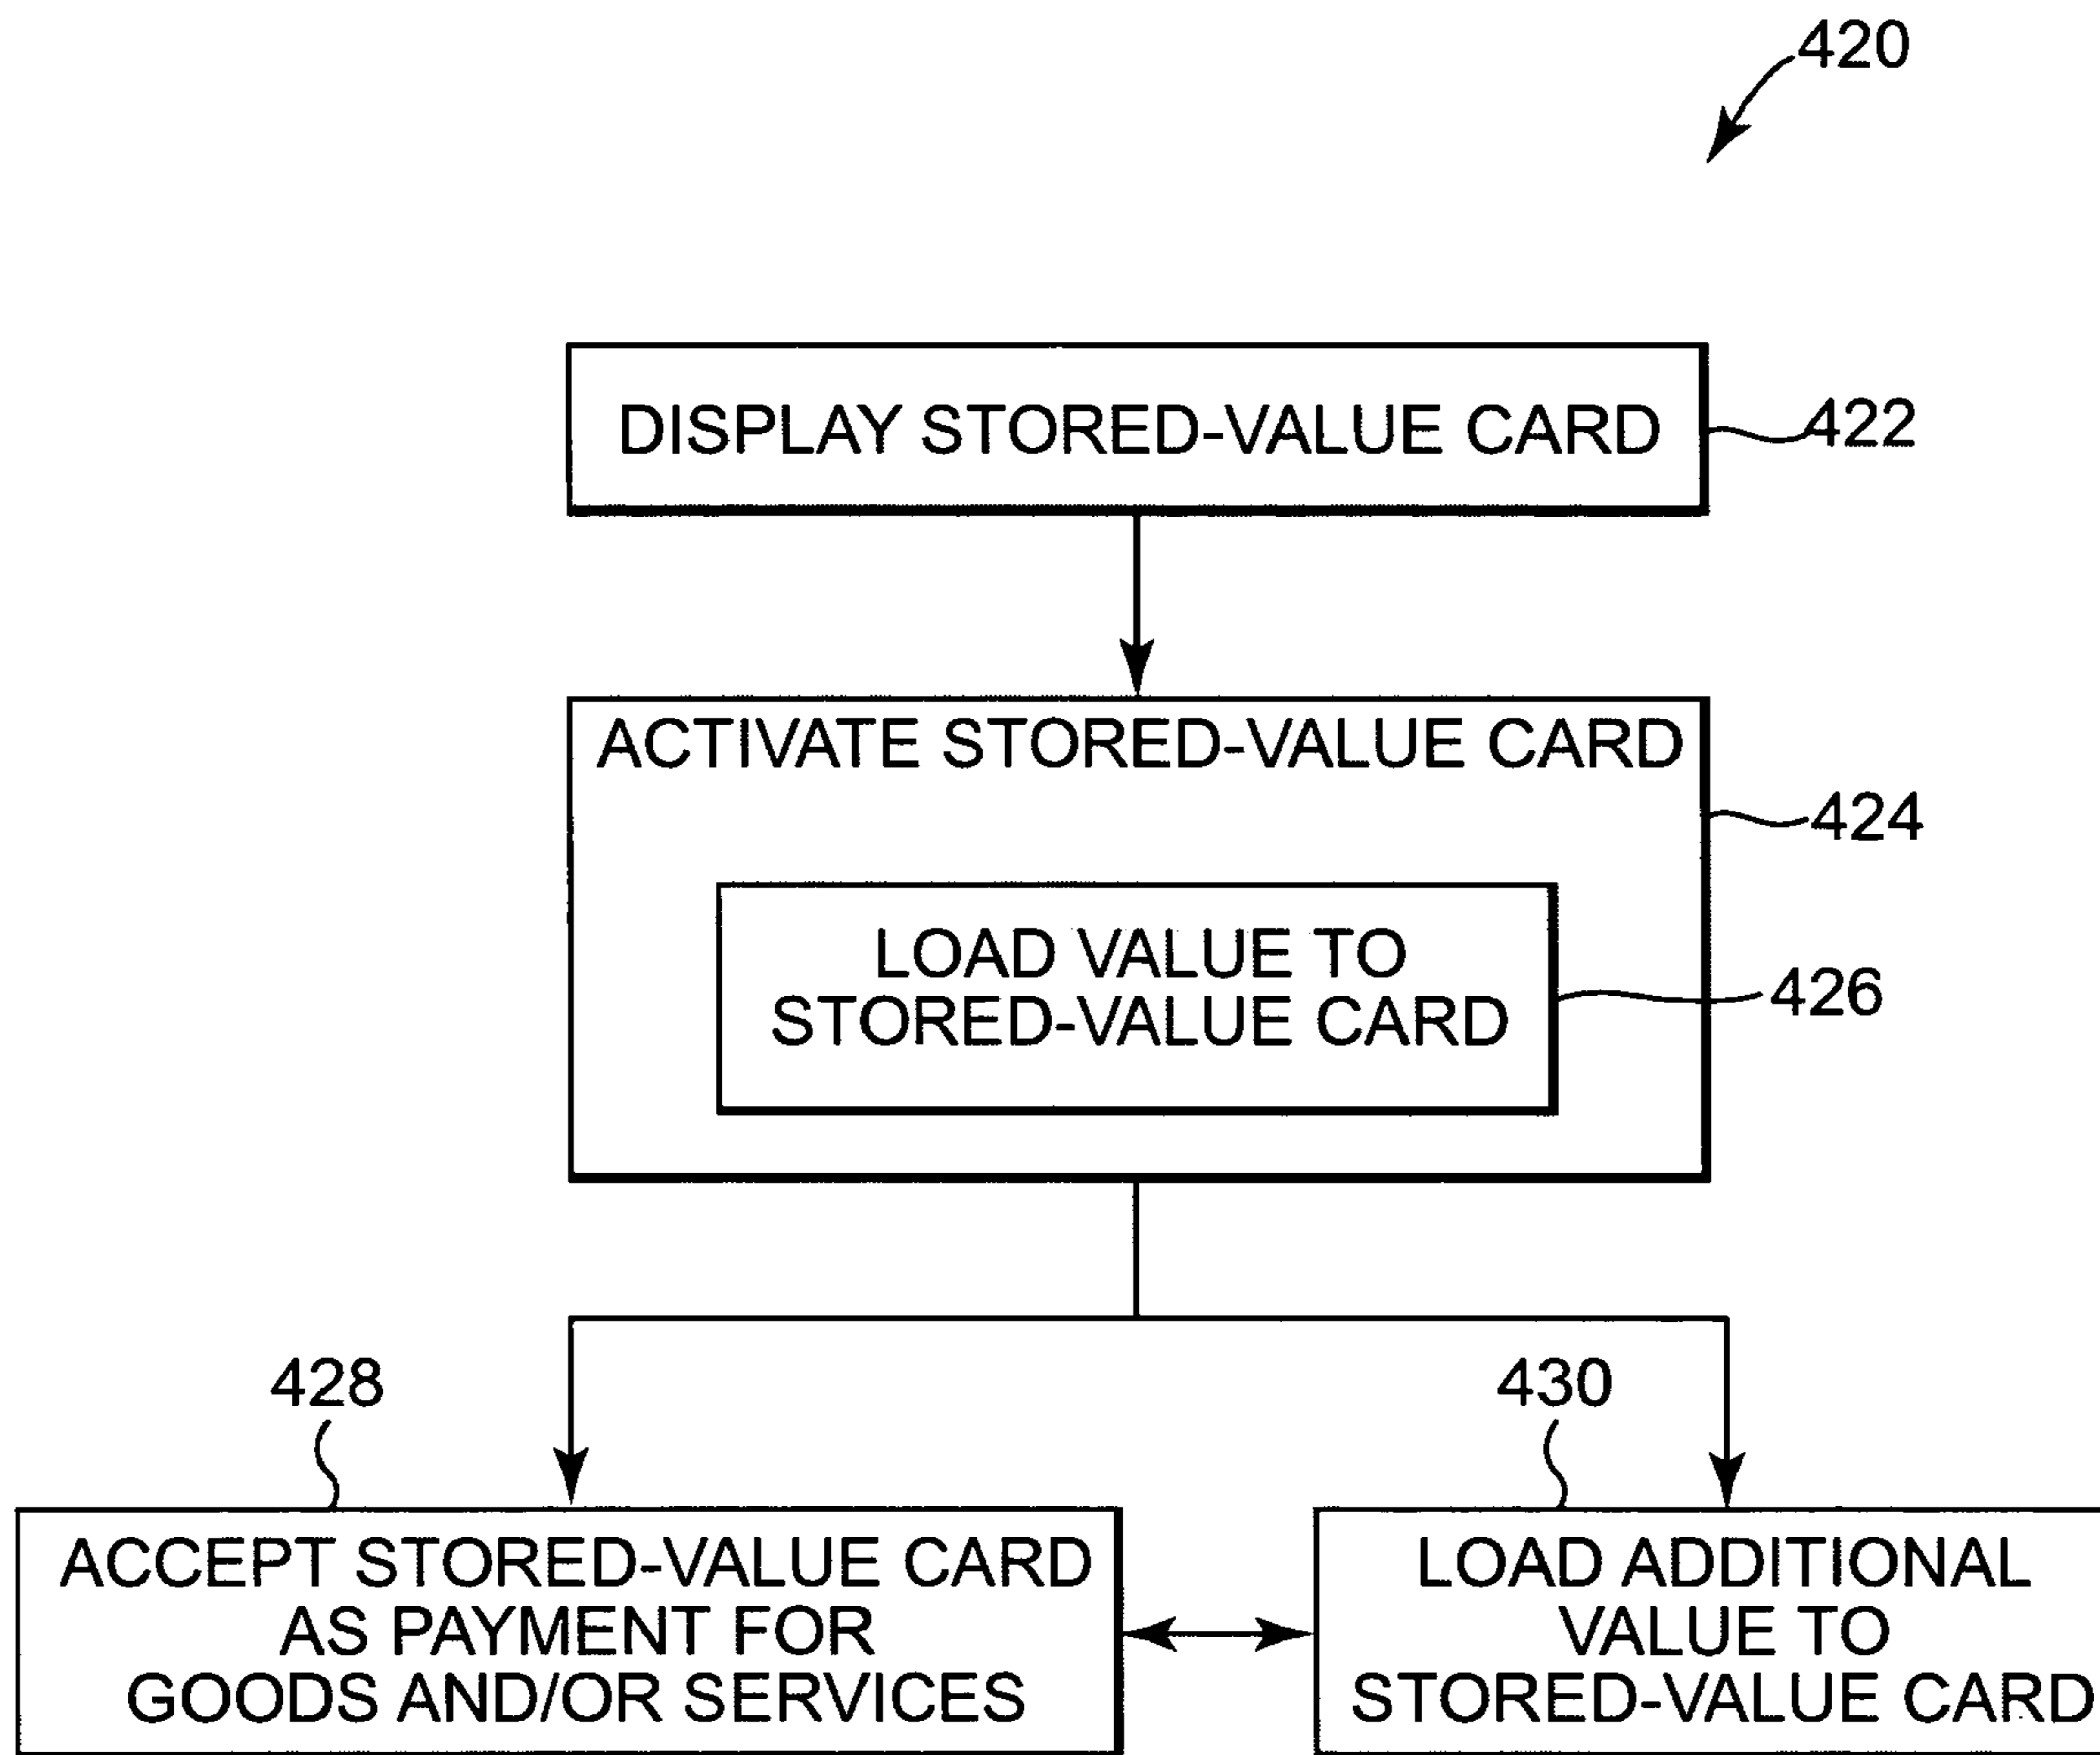 420
DISPLAY STORED-VALUE CARD
422
ACTIVATE STORED-VALUE CARD
424
LOAD VALUE TO
STORED-VALUE CARD
426
428
430
ACCEPT STORED-VALUE CARD
AS PAYMENT FOR
GOODS AND/OR SERVICES
LOAD ADDITIONAL
VALUE TO
STORED-VALUE CARD